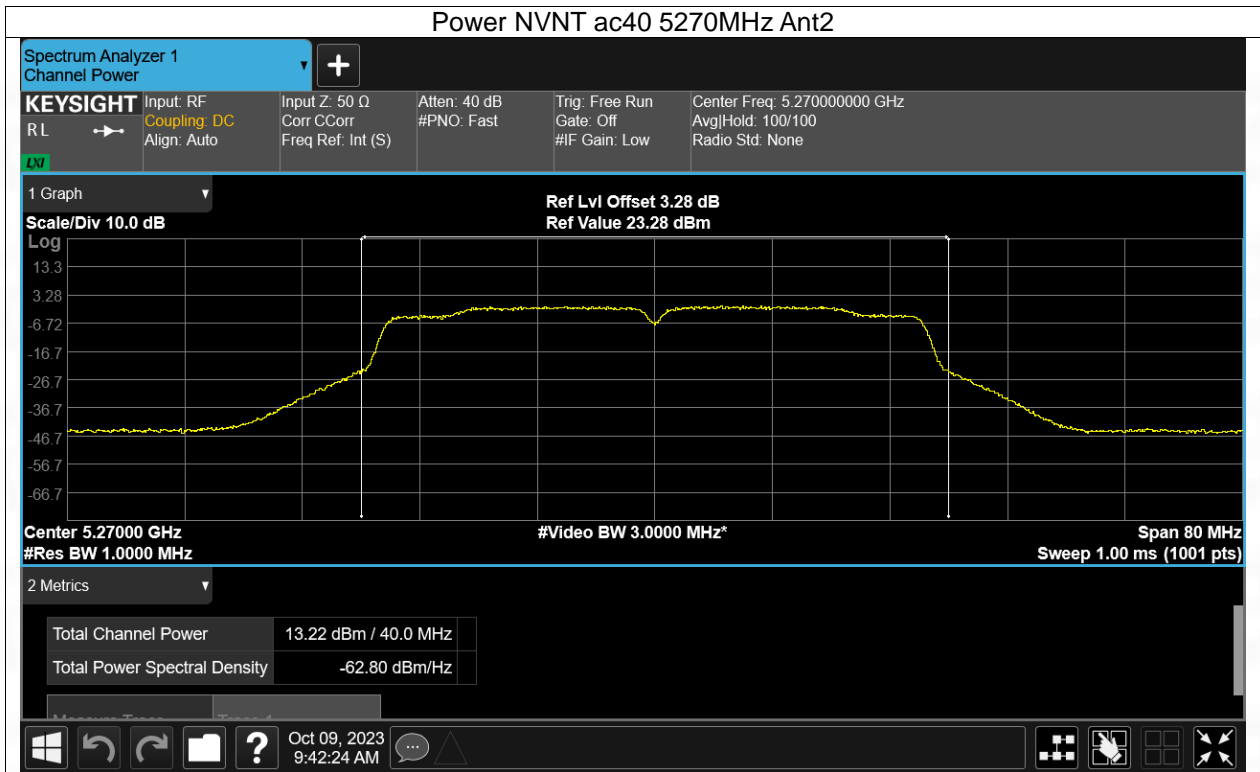 Power NVNT ac40 5270MHz Ant2
Spectrum Analyzer 1
Channel Power
+
KEYSIGHT
R L
LXI
Input: RF
Coupling: DC
Align: Auto
Input Z: 50 Ω
Corr CCorr
Freq Ref: Int (S)
Atten: 40 dB
#PNO: Fast
Trig: Free Run
Gate: Off
#IF Gain: Low
Center Freq: 5.270000000 GHz
Avg|Hold: 100/100
Radio Std: None
1 Graph
Scale/Div 10.0 dB
Ref Lvl Offset 3.28 dB
Ref Value 23.28 dBm
Log
13.3
3.28
-6.72
-16.7
-26.7
-36.7
-46.7
-56.7
-66.7
Center 5.27000 GHz
#Video BW 3.0000 MHz*
Span 80 MHz
#Res BW 1.0000 MHz
Sweep 1.00 ms (1001 pts)
2 Metrics
Total Channel Power 13.22 dBm / 40.0 MHz
Total Power Spectral Density -62.80 dBm/Hz
?
Oct 09, 2023
9:42:24 AM